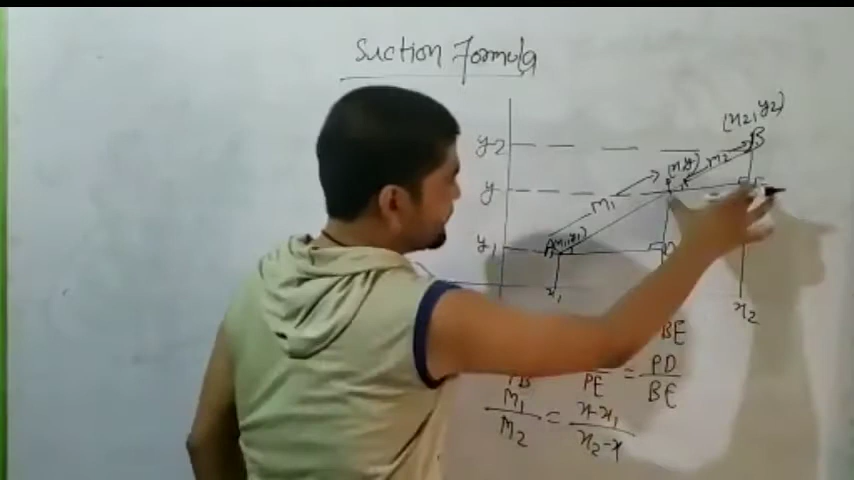 Suction Formula
(x2, y2)
y2
B
(x,y)
m2
y
m1
y1
A(x1,y1)
x1
x2
BE
PD
PE
=
BE
PB
m1
m2
=
x-x1
x2-x